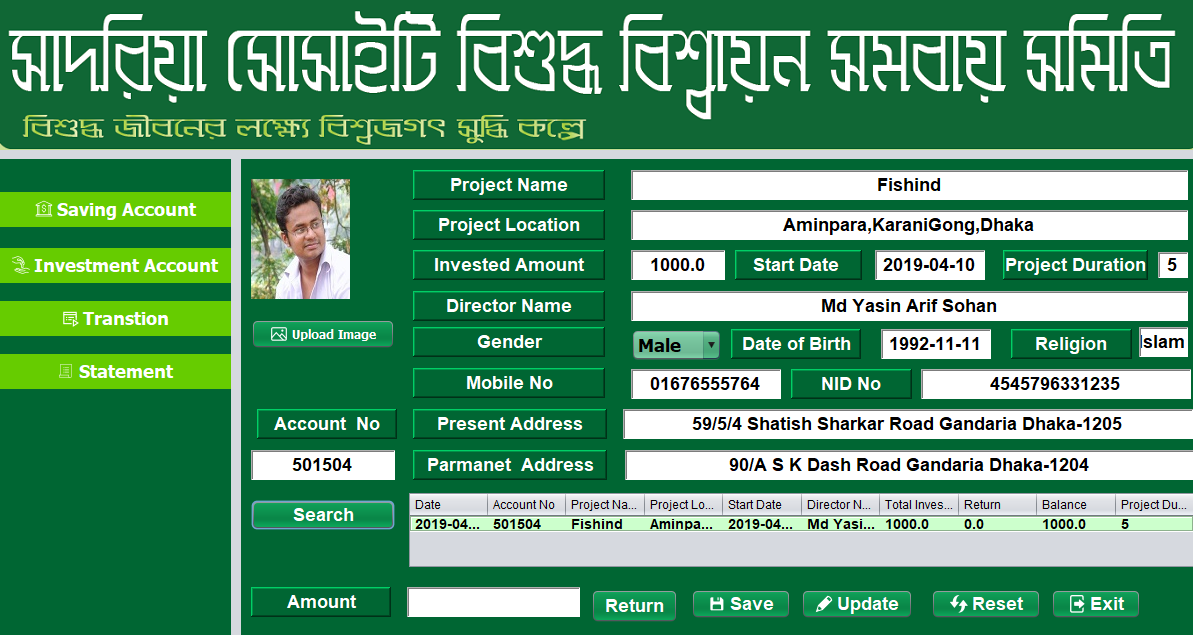 সাদরিয়া সোসাইটি বিশুদ্ধ বিশ্বায়ন সমবায় সমিতি
বিশুদ্ধ জীবনের লক্ষ্যে বিশ্বজগৎ সুদ্ধি কল্পে
Saving Account
Investment Account
Transtion
Statement
Upload Image
Account No
501504
Search
Project Name Fishind
Project Location Aminpara,KaraniGong,Dhaka
Invested Amount 1000.0 Start Date 2019-04-10 Project Duration 5
Director Name Md Yasin Arif Sohan
Gender Male Date of Birth 1992-11-11 Religion slam
Mobile No 01676555764 NID No 4545796331235
Present Address 59/5/4 Shatish Sharkar Road Gandaria Dhaka-1205
Parmanet Address 90/A S K Dash Road Gandaria Dhaka-1204
Date Account No Project Na... Project Lo... Start Date Director N... Total Inves... Return Balance Project Du...
2019-04... 501504 Fishind Aminpa... 2019-04... Md Yasi... 1000.0 0.0 1000.0 5
Amount Return Save Update Reset Exit